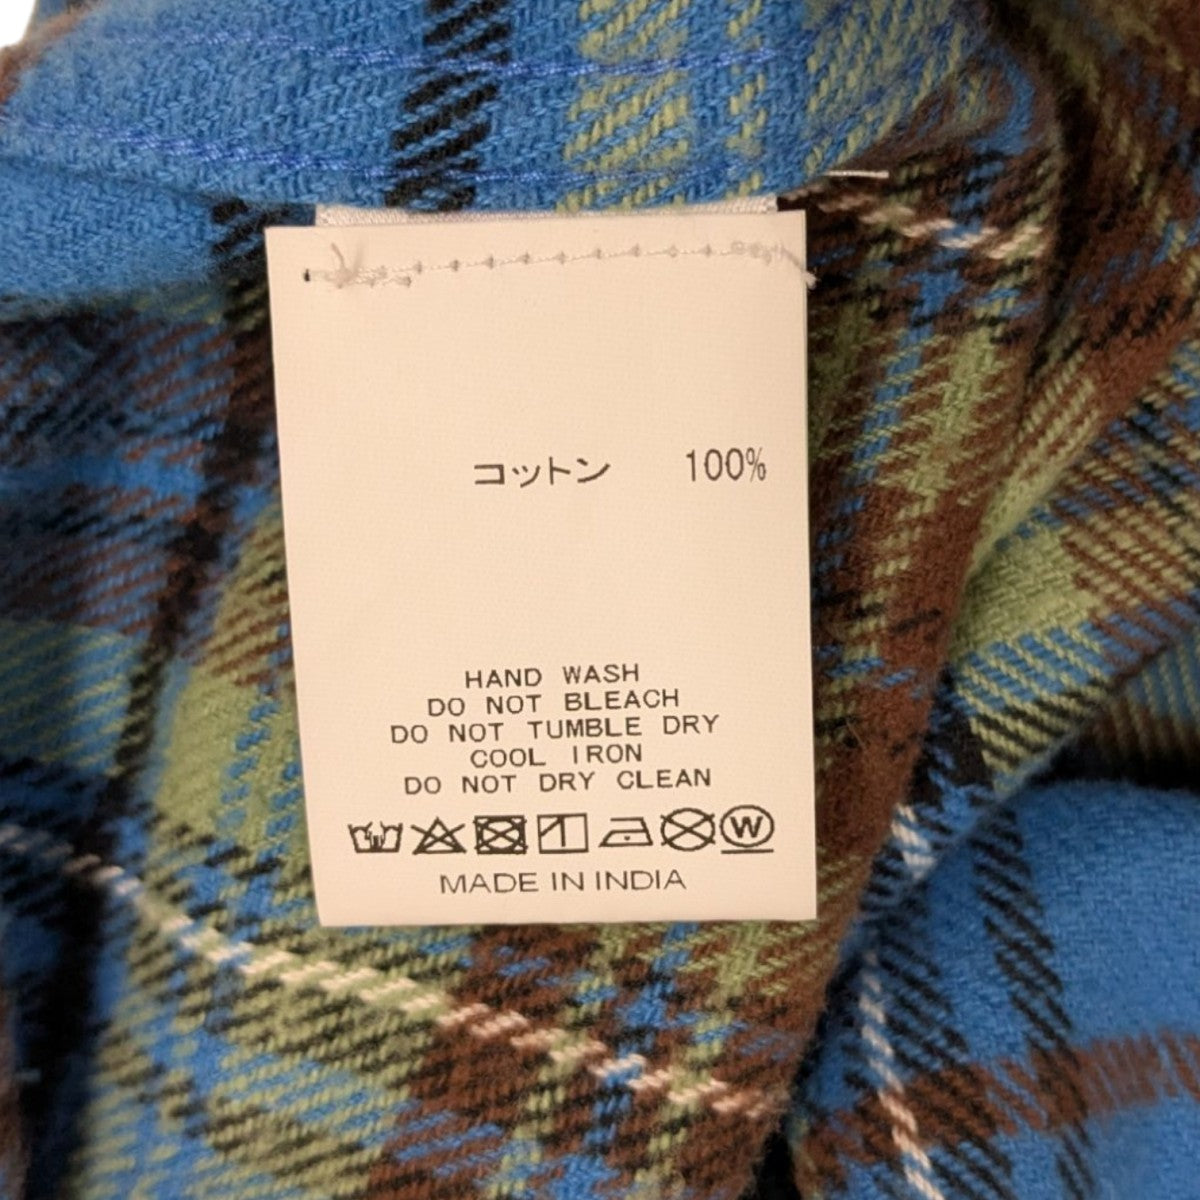 コットン 100%
HAND WASH
DO NOT BLEACH
DO NOT TUMBLE DRY
COOL IRON
DO NOT DRY CLEAN
W
MADE IN INDIA